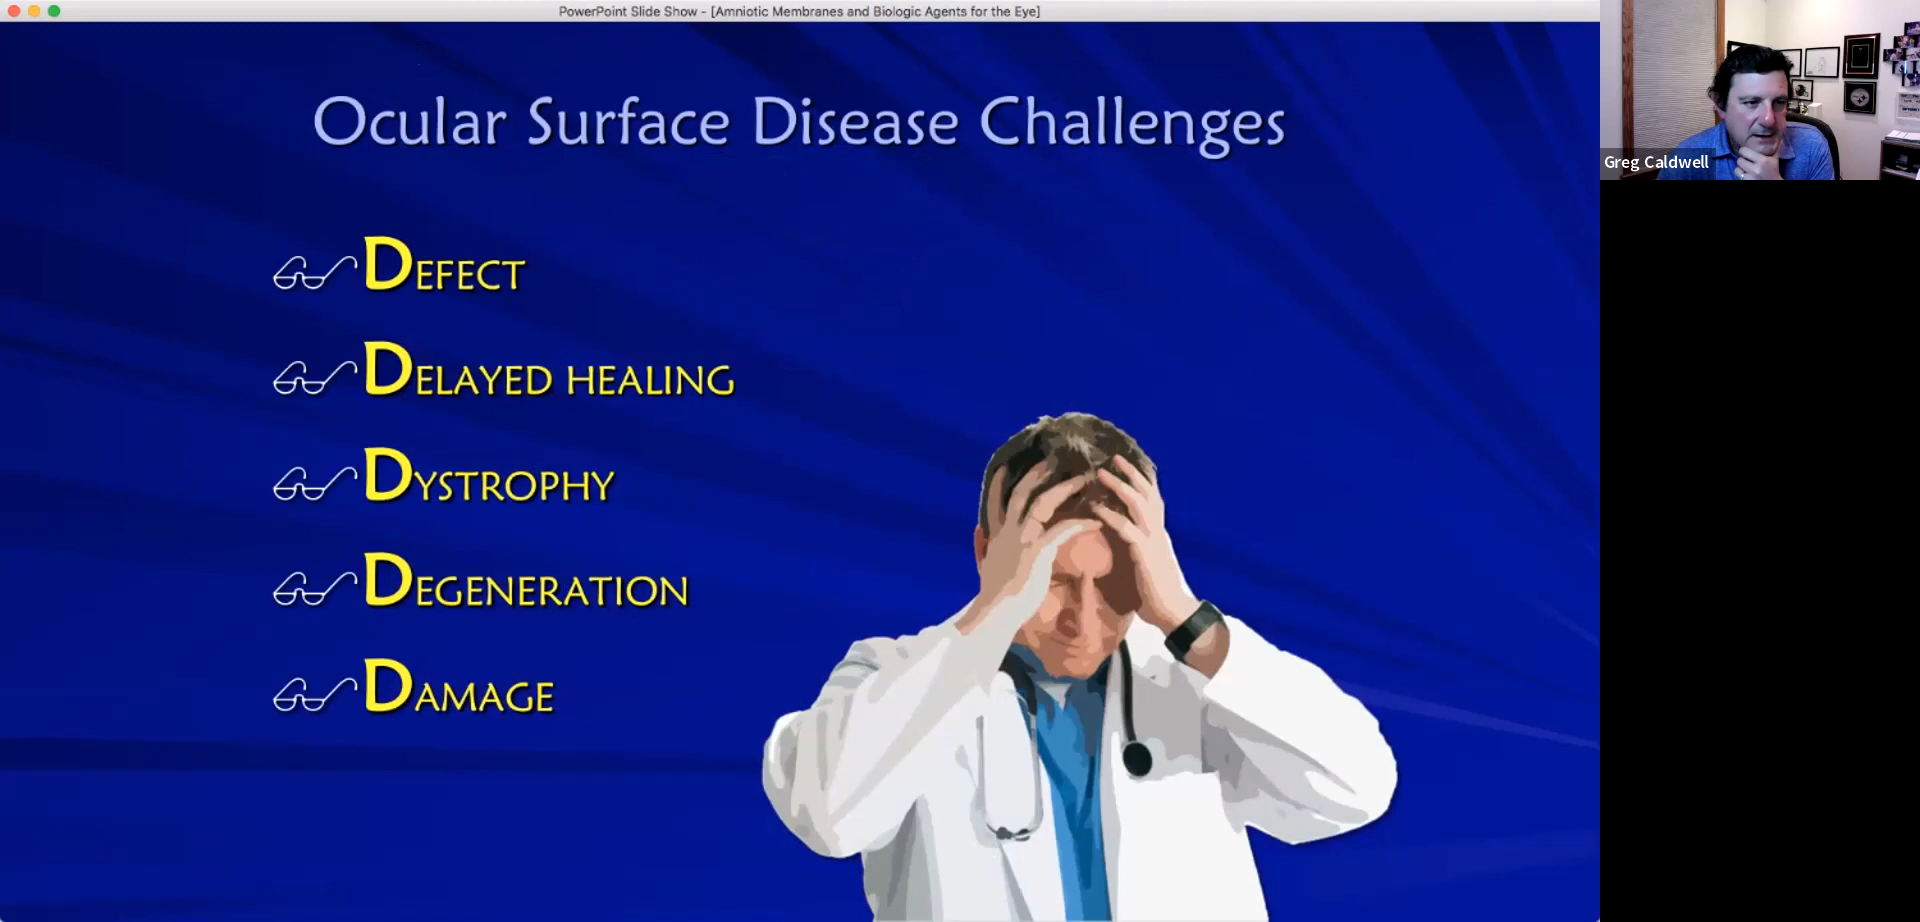 PowerPoint Slide Show - [Amniotic Membranes and Biologic Agents for the Eye]
Ocular Surface Disease Challenges
DEFECT
DELAYED HEALING
DYSTROPHY
DEGENERATION
DAMAGE
Greg Caldwell